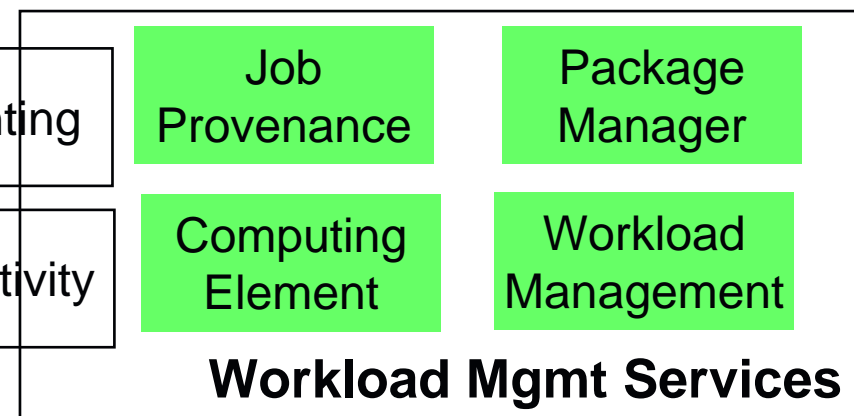 Job
Provenance
Package
Manager
Computing
Element
Workload
Management
Workload Mgmt Services